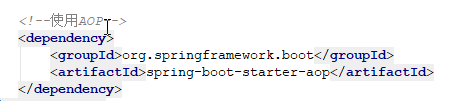 <!--使用AOP-->
<dependency>
<groupId>org.springframework.boot</groupId>
<artifactId>spring-boot-starter-aop</artifactId>
</dependency>